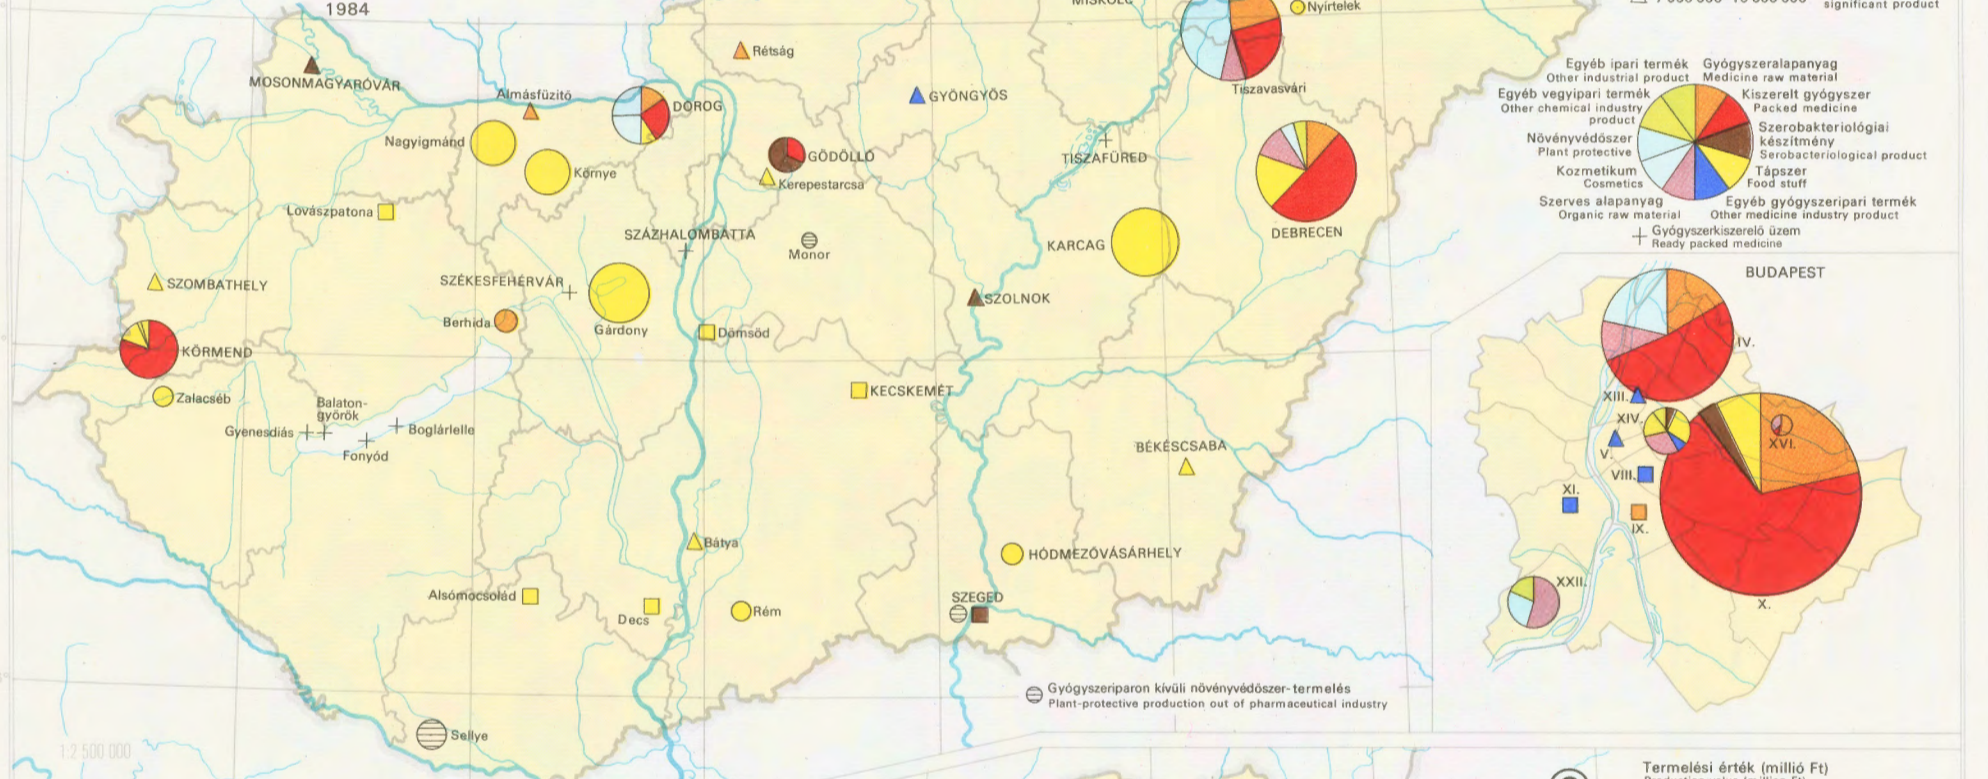 1984
MISKOLC
Nyírtelek
significant product
Rétság
MOSONMAGYARÓVÁR
Almásfüzitő
DOROG
GYÖNGYÖS
Tiszavasvári
Nagyigmánd
Környe
GÖDÖLLŐ
Kerepestarcsa
TISZAFÜRED
Lovászpatona
SZÁZHALOMBATTA
Monor
KARCAG
DEBRECEN
SZOMBATHELY
SZÉKESFEHÉRVÁR
Gárdony
Berhida
SZOLNOK
Dömsöd
KÖRMEND
Zalacséb
KECSKEMÉT
Balaton-
györök
Gyenesdiás
Boglárlelle
Fonyód
BÉKÉSCSABA
Bátya
HÓDMEZŐVÁSÁRHELY
Alsómocsolád
Decs
Rém
SZEGED
Sellye
1:2 500 000
Gyógyszeriparon kívüli növényvédőszer-termelés
Plant-protective production out of pharmaceutical industry
Egyéb ipari termék
Other industrial product
Gyógyszeralapanyag
Medicine raw material
Egyéb vegyipari termék
Other chemical industry
product
Kiszerelt gyógyszer
Packed medicine
Növényvédőszer
Plant protective
Szerobakteriológiai
készítmény
Serobacteriological product
Kozmetikum
Cosmetics
Tápszer
Food stuff
Szerves alapanyag
Organic raw material
Egyéb gyógyszeripari termék
Other medicine industry product
Gyógyszerkiszerelő üzem
Ready packed medicine
BUDAPEST
IV.
XIII.
XIV.
XVI.
V.
VIII.
XI.
IX.
XXII.
X.
Termelési érték (millió Ft)